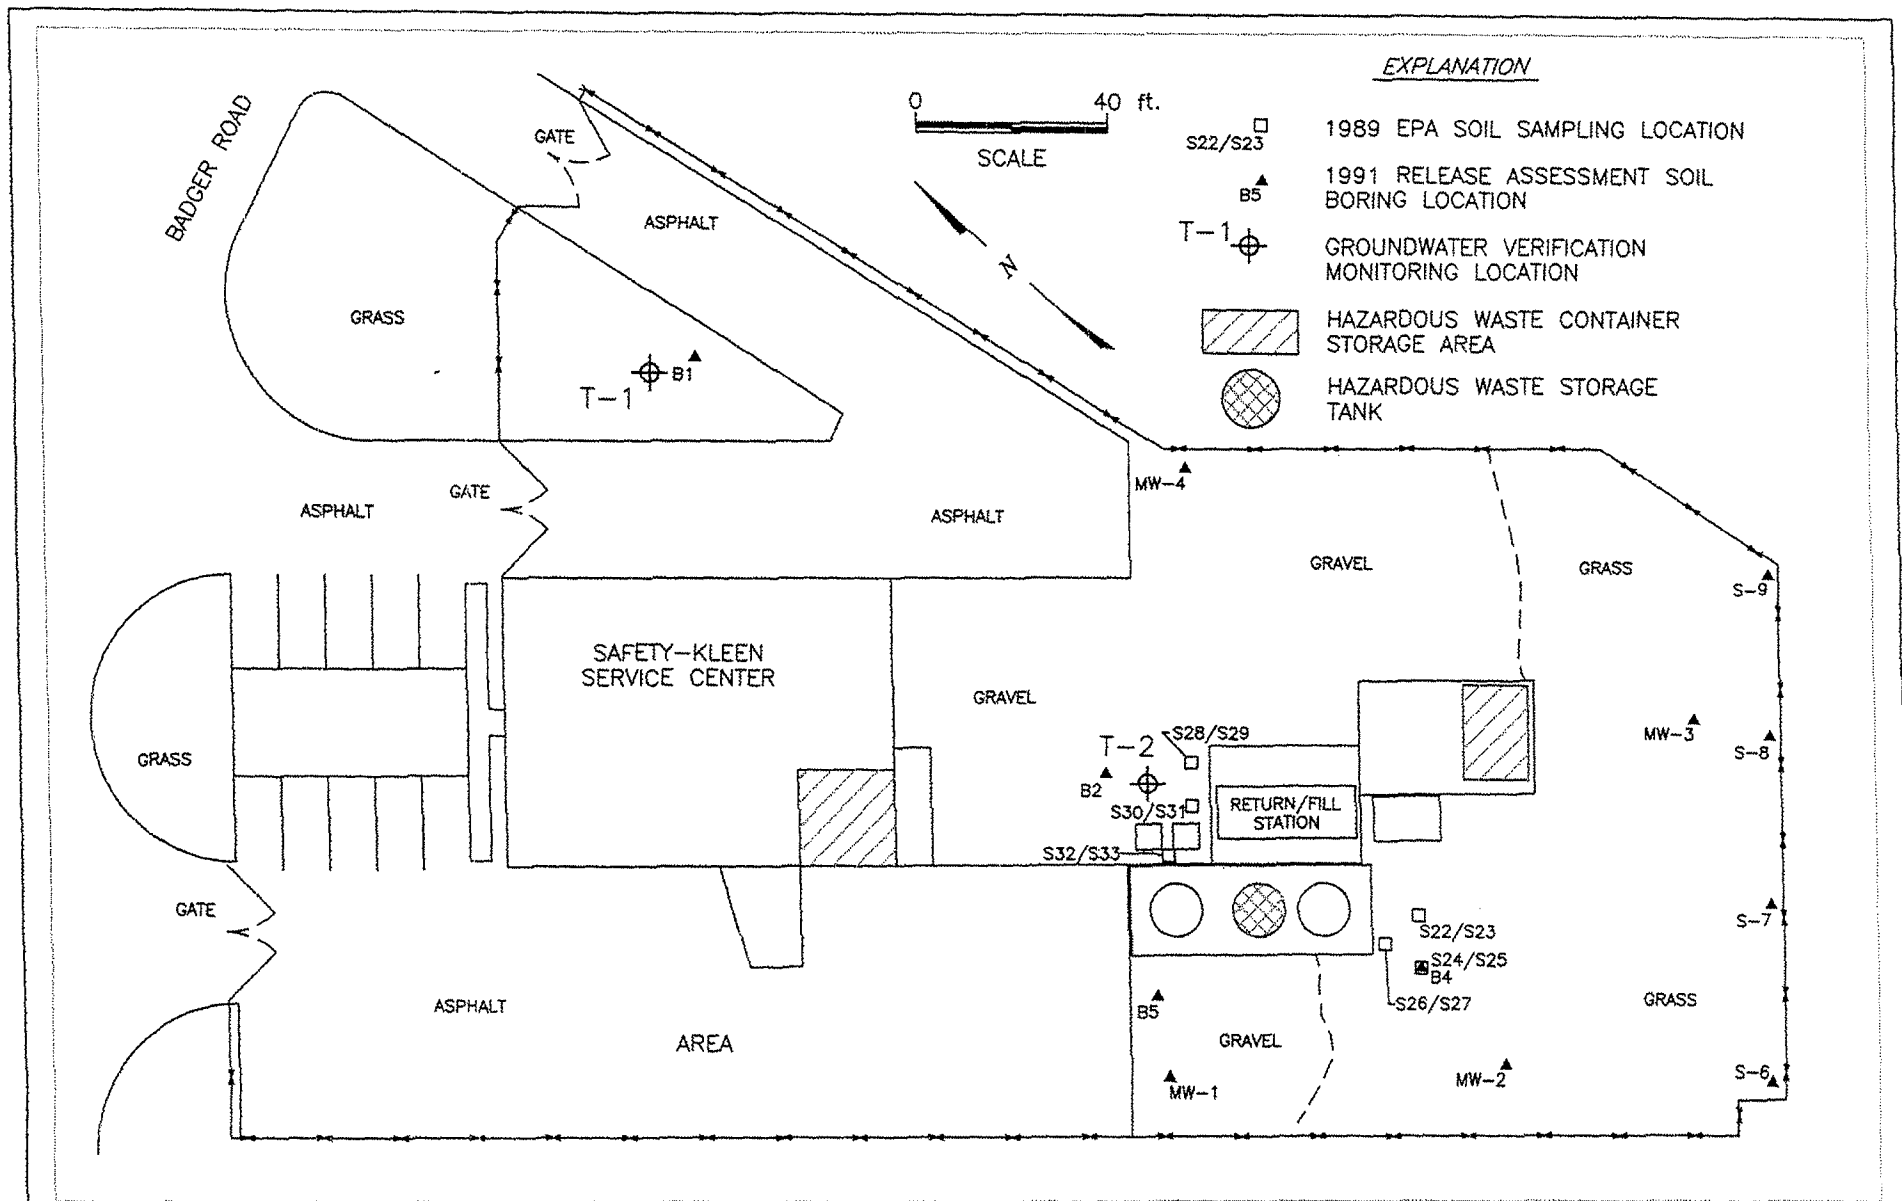 EXPLANATION
0 40 ft.
SCALE
S22/S23
1989 EPA SOIL SAMPLING LOCATION
B5
1991 RELEASE ASSESSMENT SOIL
BORING LOCATION
T-1
GROUNDWATER VERIFICATION
MONITORING LOCATION
HAZARDOUS WASTE CONTAINER
STORAGE AREA
HAZARDOUS WASTE STORAGE
TANK
N
BADGER ROAD
GATE
ASPHALT
GRASS
B1
T-1
GATE
ASPHALT
ASPHALT
MW-4
GRAVEL
GRASS
S-9
SAFETY-KLEEN
SERVICE CENTER
GRAVEL
GRASS
T-2
S28/S29
B2
S30/S31
RETURN/FILL
STATION
S32/S33
MW-3
S-8
GATE
S22/S23
S24/S25
B4
S26/S27
S-7
ASPHALT
AREA
B5
GRAVEL
GRASS
MW-1
MW-2
S-6